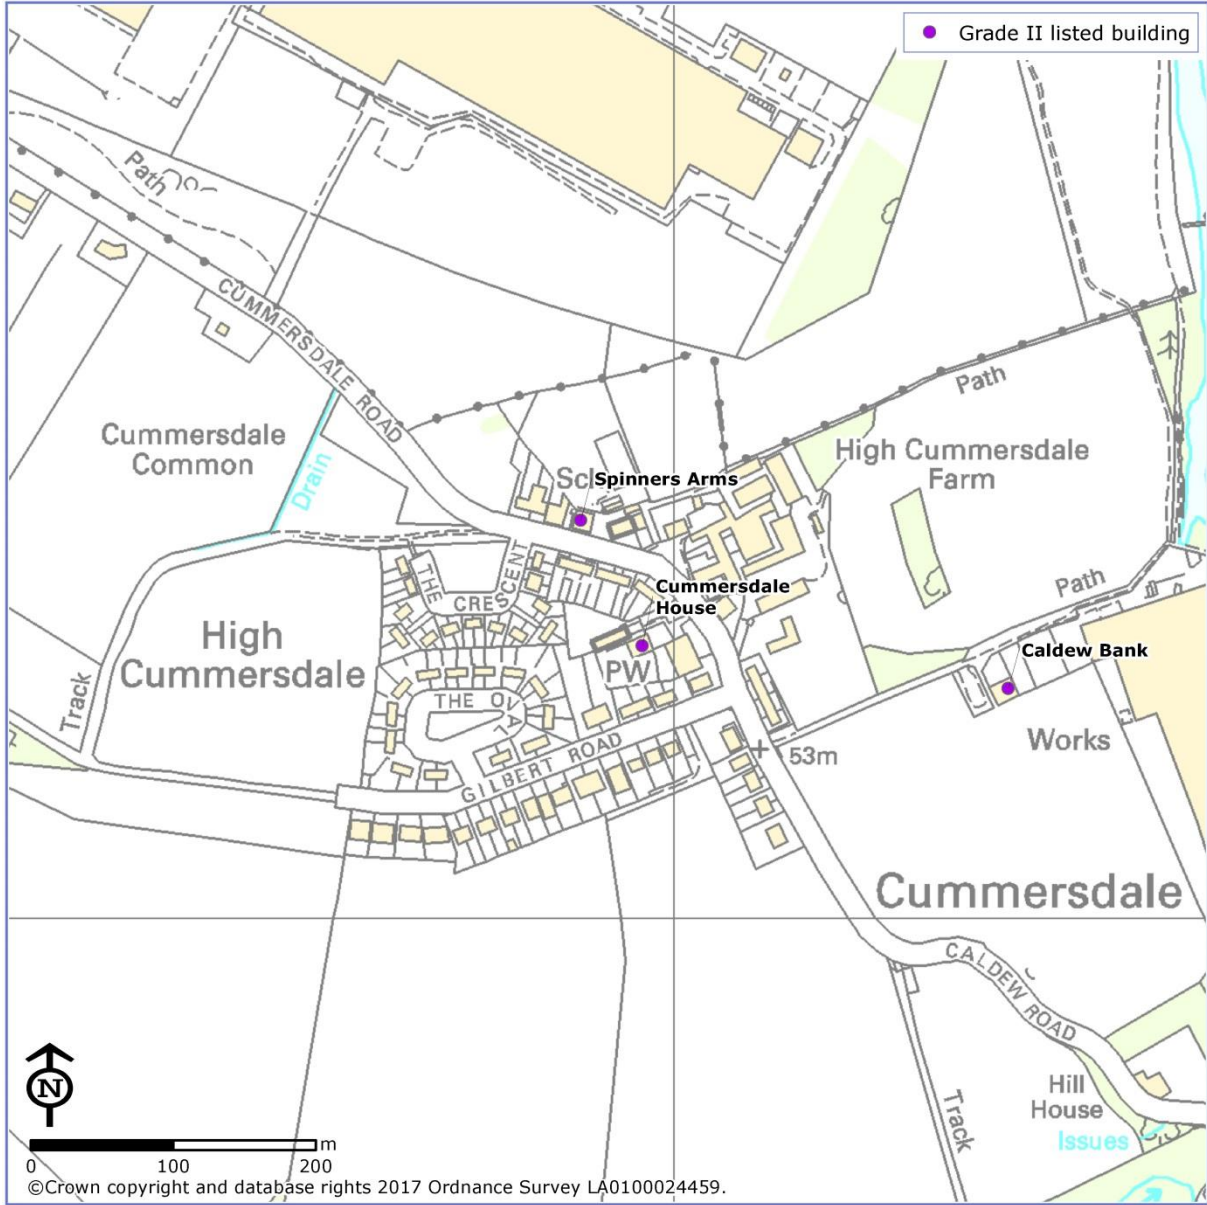 Grade II listed building
Path
CUMMERSDALE ROAD
Cummersdale
Common
Drain
Path
High Cummersdale
Farm
Spinners Arms
THE
CRESCENT
Cummersdale
House
Path
High
Cummersdale
PW
Caldew Bank
Track
THE OVAL
GILBERT ROAD
53m
Works
Cummersdale
CALDEW ROAD
N
Hill
House
Track
Issues
m
0 100 200
©Crown copyright and database rights 2017 Ordnance Survey LA0100024459.